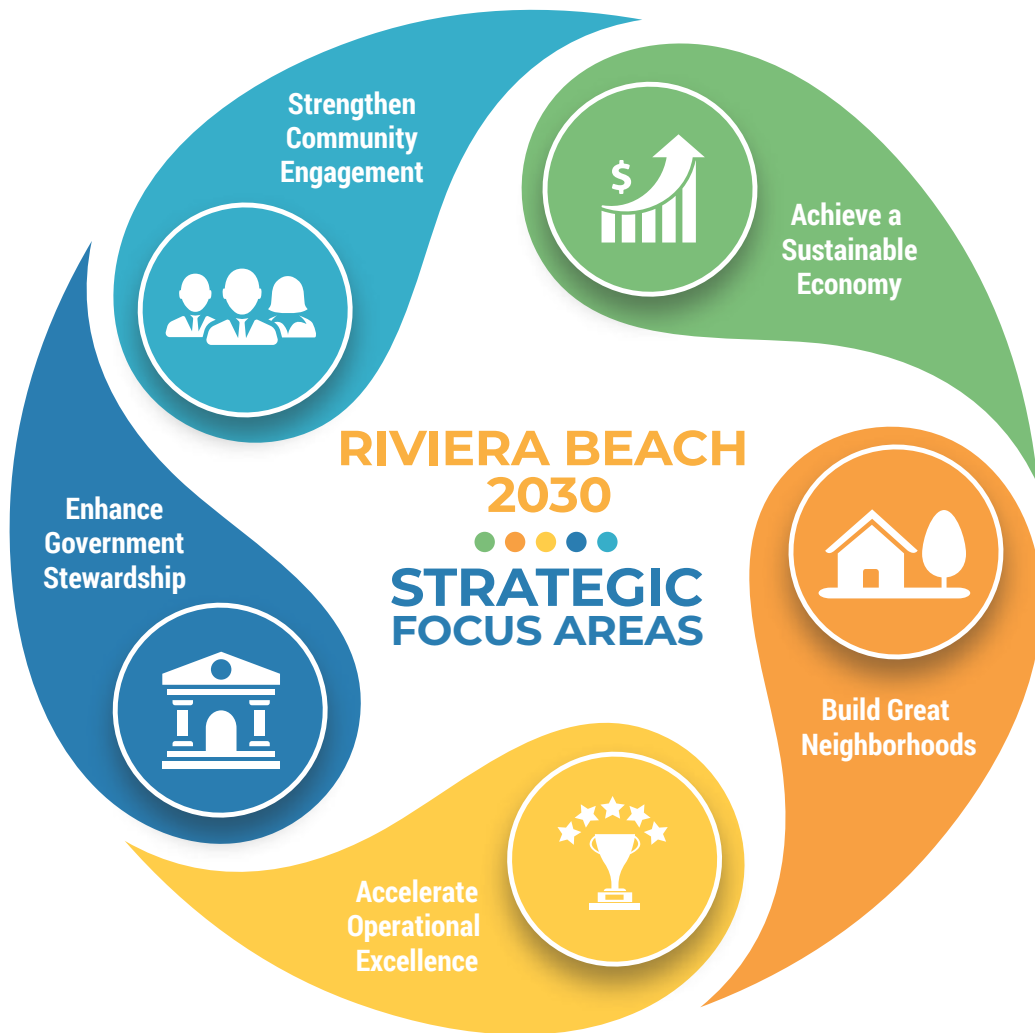 Strengthen
Community
Engagement
$
Achieve a
Sustainable
Economy
RIVIERA BEACH
2030
STRATEGIC
FOCUS AREAS
Enhance
Government
Stewardship
Build Great
Neighborhoods
Accelerate
Operational
Excellence